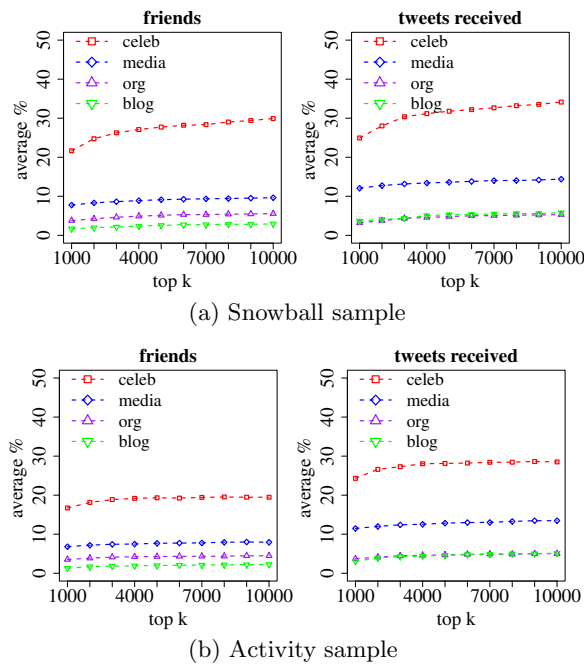 friends
tweets received
average %
0 10 20 30 40 50
celeb
media
org
blog
1000 4000 7000 10000
top k
average %
0 10 20 30 40 50
celeb
media
org
blog
1000 4000 7000 10000
top k
(a) Snowball sample
friends
tweets received
average %
0 10 20 30 40 50
celeb
media
org
blog
1000 4000 7000 10000
top k
average %
0 10 20 30 40 50
celeb
media
org
blog
1000 4000 7000 10000
top k
(b) Activity sample